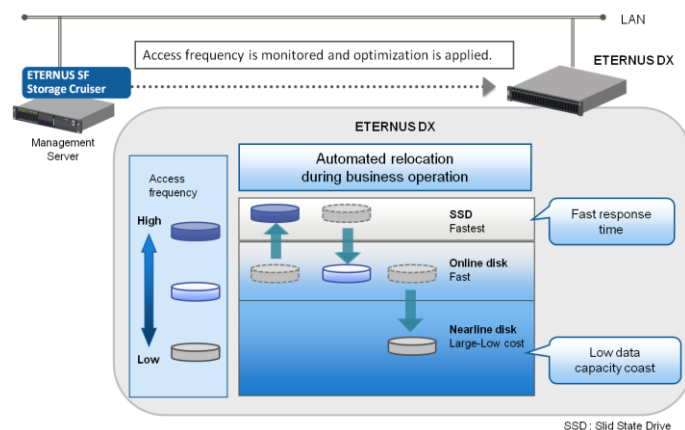 LAN
Access frequency is monitored and optimization is applied.
ETERNUS DX
ETERNUS SF
Storage Cruiser
Management
Server
ETERNUS DX
Automated relocation
during business operation
Access
frequency
High
Low
SSD
Fastest
Fast response
time
Online disk
Fast
Nearline disk
Large-Low cost
Low data
capacity coast
SSD : Slid State Drive